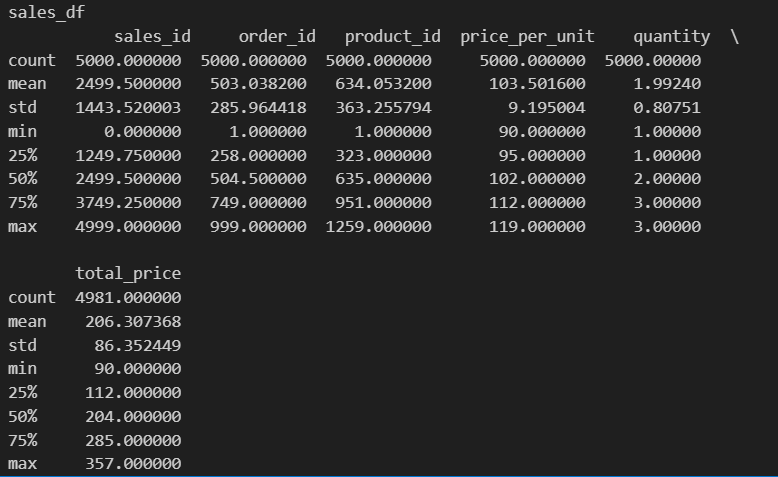 sales_df
sales_id order_id product_id price_per_unit quantity \
count 5000.000000 5000.000000 5000.000000 5000.000000 5000.00000
mean 2499.500000 503.038200 634.053200 103.501600 1.99240
std 1443.520003 285.964418 363.255794 9.195004 0.80751
min 0.000000 1.000000 1.000000 90.000000 1.00000
25% 1249.750000 258.000000 323.000000 95.000000 1.00000
50% 2499.500000 504.500000 635.000000 102.000000 2.00000
75% 3749.250000 749.000000 951.000000 112.000000 3.00000
max 4999.000000 999.000000 1259.000000 119.000000 3.00000
total_price
count 4981.000000
mean 206.307368
std 86.352449
min 90.000000
25% 112.000000
50% 204.000000
75% 285.000000
max 357.000000